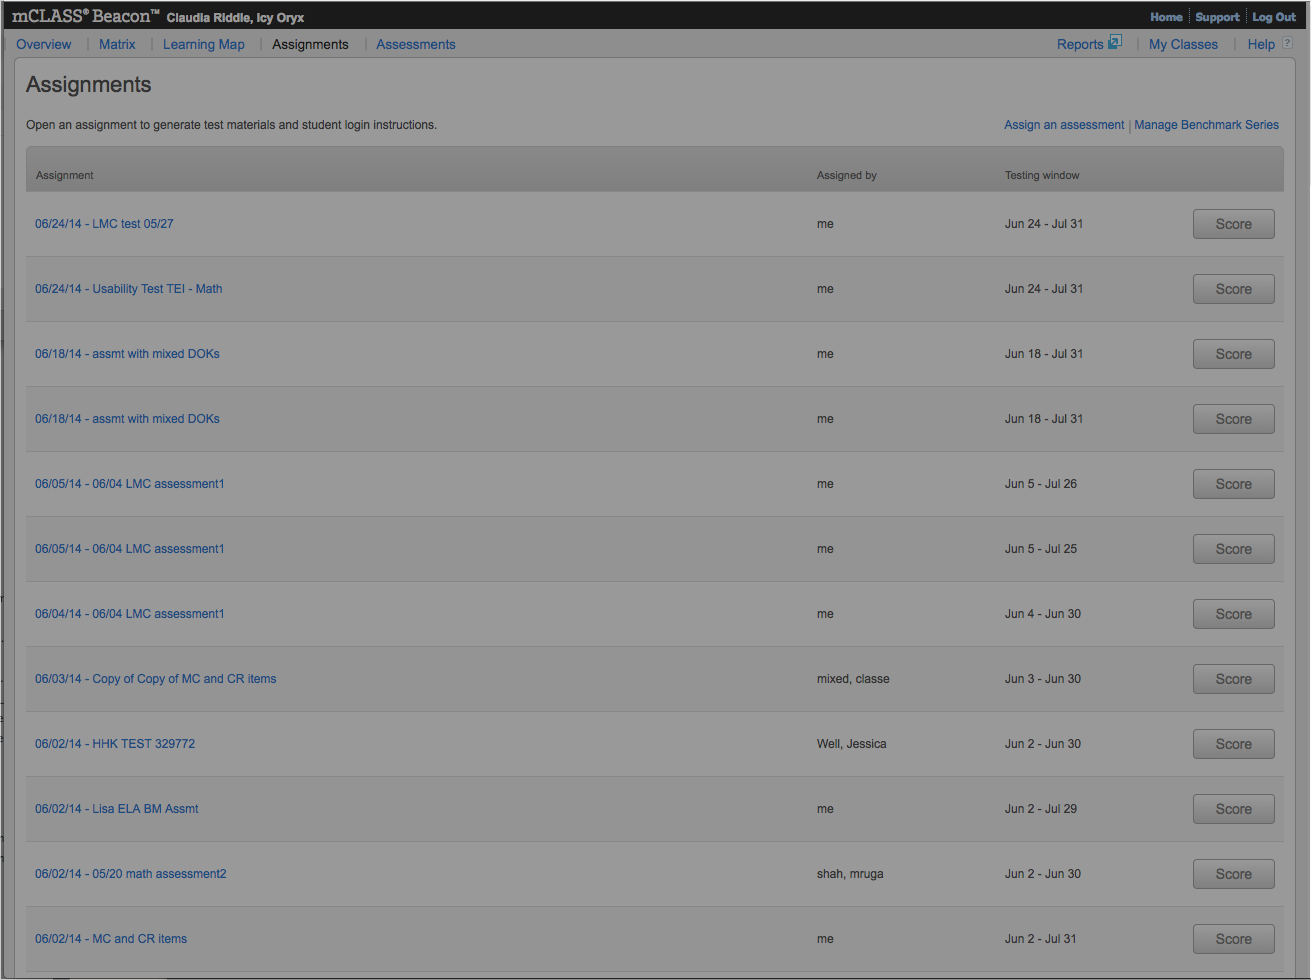 mCLASS® Beacon™ Claudia Riddle, Icy Oryx Home Support Log Out
Overview Matrix Learning Map Assignments Assessments Reports My Classes Help ?
Assignments
Open an assignment to generate test materials and student login instructions. Assign an assessment | Manage Benchmark Series
Assignment Assigned by Testing window
06/24/14 - LMC test 05/27 me Jun 24 - Jul 31 Score
06/24/14 - Usability Test TEI - Math me Jun 24 - Jul 31 Score
06/18/14 - assmt with mixed DOKs me Jun 18 - Jul 31 Score
06/18/14 - assmt with mixed DOKs me Jun 18 - Jul 31 Score
06/05/14 - 06/04 LMC assessment1 me Jun 5 - Jul 26 Score
06/05/14 - 06/04 LMC assessment1 me Jun 5 - Jul 25 Score
06/04/14 - 06/04 LMC assessment1 me Jun 4 - Jun 30 Score
06/03/14 - Copy of Copy of MC and CR items mixed, classe Jun 3 - Jun 30 Score
06/02/14 - HHK TEST 329772 Well, Jessica Jun 2 - Jun 30 Score
06/02/14 - Lisa ELA BM Assmt me Jun 2 - Jul 29 Score
06/02/14 - 05/20 math assessment2 shah, mruga Jun 2 - Jun 30 Score
06/02/14 - MC and CR items me Jun 2 - Jul 31 Score